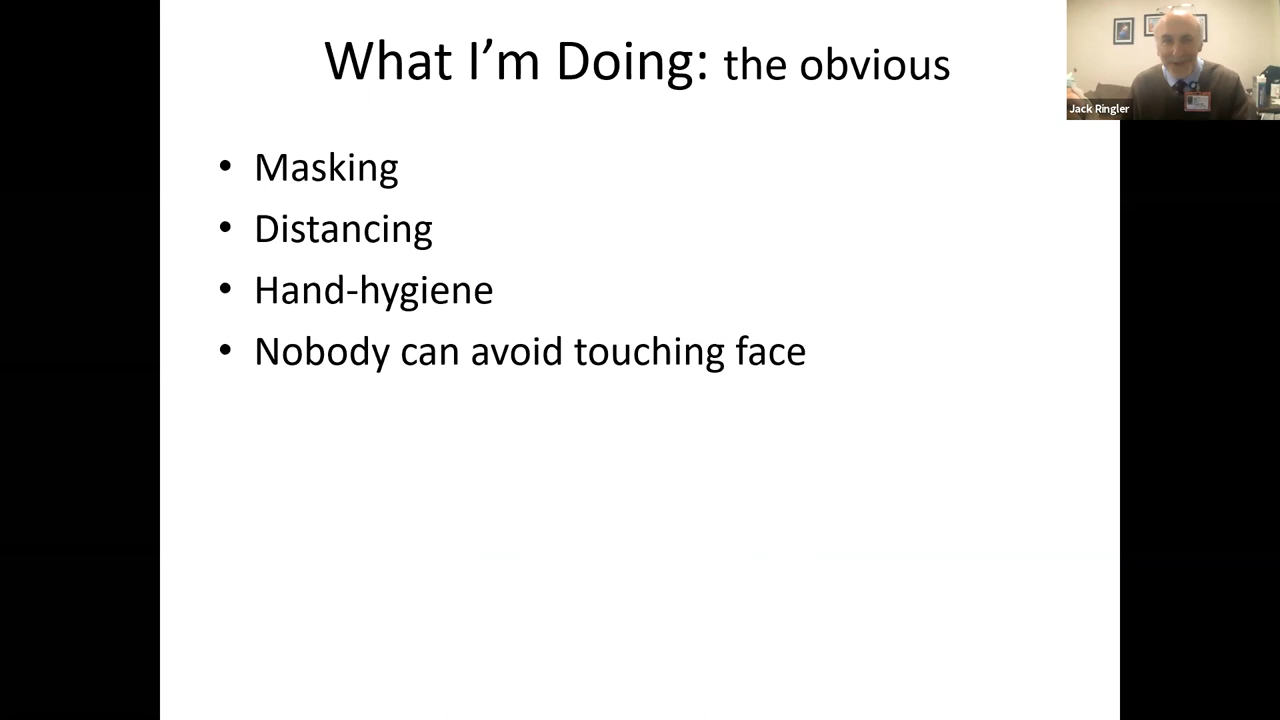 What I’m Doing: the obvious
Jack Ringler
• Masking
• Distancing
• Hand-hygiene
• Nobody can avoid touching face